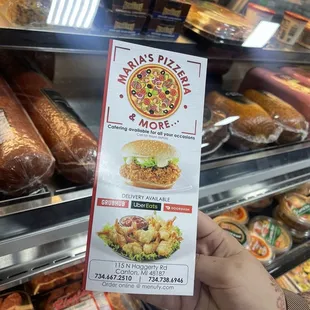 MARIA'S PIZZERIA
& MORE...
Catering available for all your occasions
DELIVERY AVAILABLE
GRUBHUB Uber Eats DOORDASH
115 N Haggerty Rd
Canton, MI 48187
734.667.2510 | 734.738.6946
Order online @ menufy.com